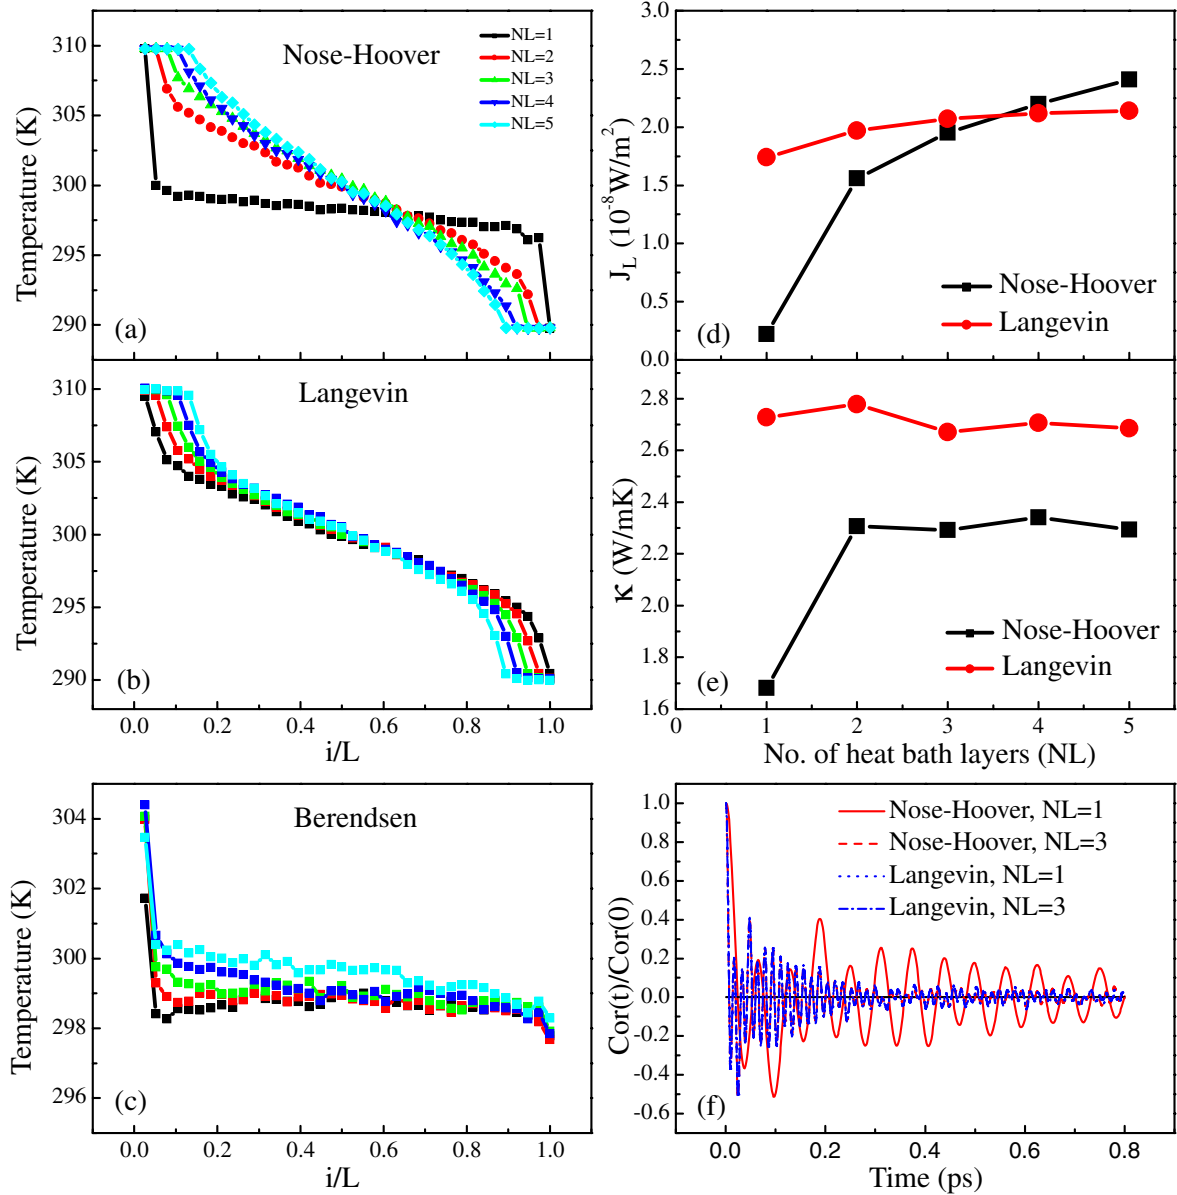 310
305
300
295
290
Temperature (K)
Nose-Hoover
NL=1
NL=2
NL=3
NL=4
NL=5
(a)
310
305
300
295
290
Temperature (K)
Langevin
(b)
0.0 0.2 0.4 0.6 0.8 1.0
i/L
304
302
300
298
296
Temperature (K)
Berendsen
(c)
0.0 0.2 0.4 0.6 0.8 1.0
i/L
3.0
2.5
2.0
1.5
1.0
0.5
0.0
J_L (10^-8 W/m^2)
Nose-Hoover
Langevin
(d)
2.8
2.6
2.4
2.2
2.0
1.8
1.6
κ (W/mK)
Nose-Hoover
Langevin
(e)
0 1 2 3 4 5
No. of heat bath layers (NL)
1.0
0.8
0.6
0.4
0.2
0.0
-0.2
-0.4
-0.6
Cor(t)/Cor(0)
Nose-Hoover, NL=1
Nose-Hoover, NL=3
Langevin, NL=1
Langevin, NL=3
(f)
0.0 0.2 0.4 0.6 0.8
Time (ps)